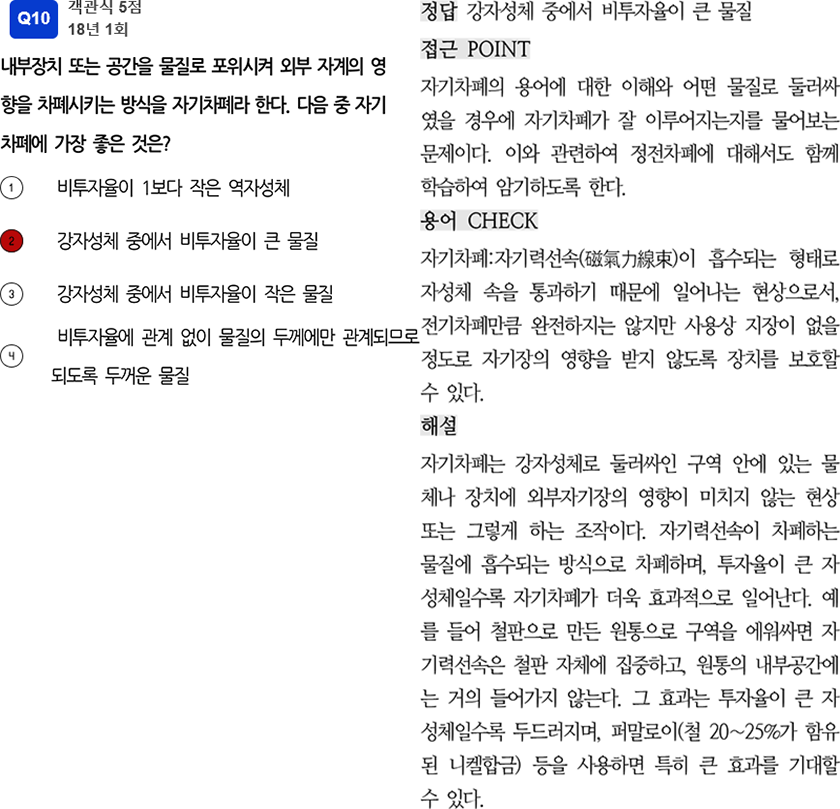 Q10
객관식 5점
18년 1회
내부장치 또는 공간을 물질로 포위시켜 외부 자계의 영
향을 차폐시키는 방식을 자기차폐라 한다. 다음 중 자기
차폐에 가장 좋은 것은?
1 비투자율이 1보다 작은 역자성체
2 강자성체 중에서 비투자율이 큰 물질
3 강자성체 중에서 비투자율이 작은 물질
비투자율에 관계 없이 물질의 두께에만 관계되므로
4
되도록 두꺼운 물질
정답 강자성체 중에서 비투자율이 큰 물질
접근 POINT
자기차폐의 용어에 대한 이해와 어떤 물질로 둘러싸
였을 경우에 자기차폐가 잘 이루어지는지를 물어보는
문제이다. 이와 관련하여 정전차폐에 대해서도 함께
학습하여 암기하도록 한다.
용어 CHECK
자기차폐:자기력선속(磁氣力線束)이 흡수되는 형태로
자성체 속을 통과하기 때문에 일어나는 현상으로서,
전기차폐만큼 완전하지는 않지만 사용상 지장이 없을
정도로 자기장의 영향을 받지 않도록 장치를 보호할
수 있다.
해설
자기차폐는 강자성체로 둘러싸인 구역 안에 있는 물
체나 장치에 외부자기장의 영향이 미치지 않는 현상
또는 그렇게 하는 조작이다. 자기력선속이 차폐하는
물질에 흡수되는 방식으로 차폐하며, 투자율이 큰 자
성체일수록 자기차폐가 더욱 효과적으로 일어난다. 예
를 들어 철판으로 만든 원통으로 구역을 에워싸면 자
기력선속은 철판 자체에 집중하고, 원통의 내부공간에
는 거의 들어가지 않는다. 그 효과는 투자율이 큰 자
성체일수록 두드러지며, 퍼말로이(철 20~25%가 함유
된 니켈합금) 등을 사용하면 특히 큰 효과를 기대할
수 있다.